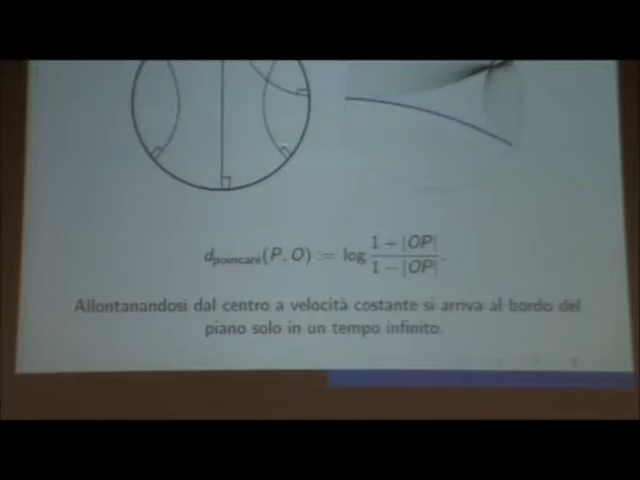 d_poincaré(P, O) := log (1 + |OP|) / (1 − |OP|).
Allontanandosi dal centro a velocità costante si arriva al bordo del
piano solo in un tempo infinito.